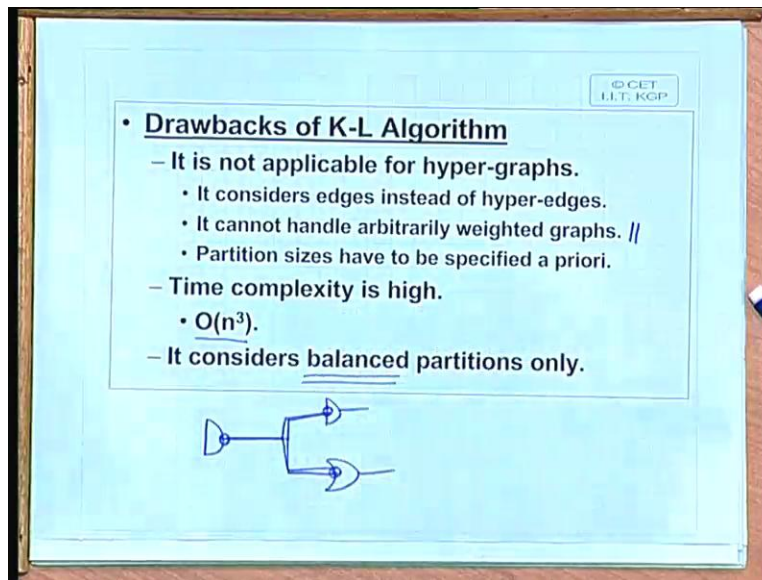 © CET
I.I.T. KGP
• Drawbacks of K-L Algorithm
– It is not applicable for hyper-graphs.
• It considers edges instead of hyper-edges.
• It cannot handle arbitrarily weighted graphs. //
• Partition sizes have to be specified a priori.
– Time complexity is high.
• O(n³).
– It considers balanced partitions only.